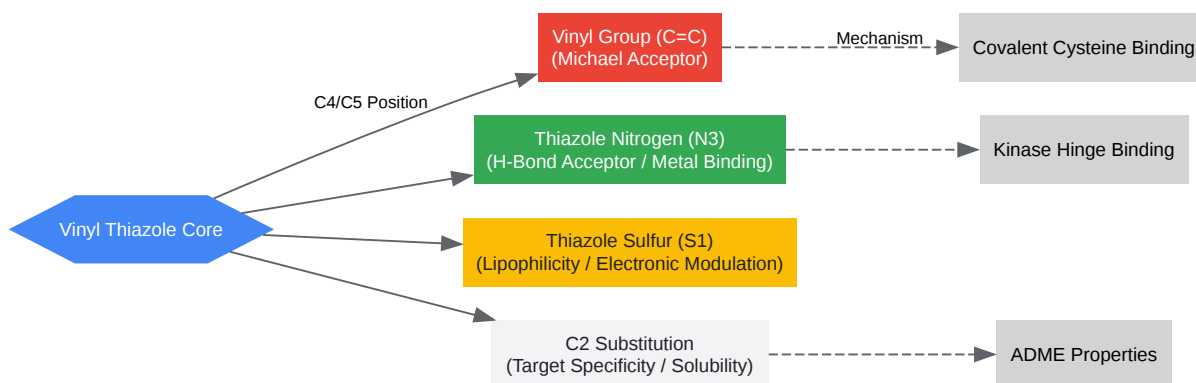 Vinyl Group (C=C)
(Michael Acceptor)
Mechanism
Covalent Cysteine Binding
C4/C5 Position
Thiazole Nitrogen (N3)
(H-Bond Acceptor / Metal Binding)
Kinase Hinge Binding
Vinyl Thiazole Core
Thiazole Sulfur (S1)
(Lipophilicity / Electronic Modulation)
C2 Substitution
(Target Specificity / Solubility)
ADME Properties